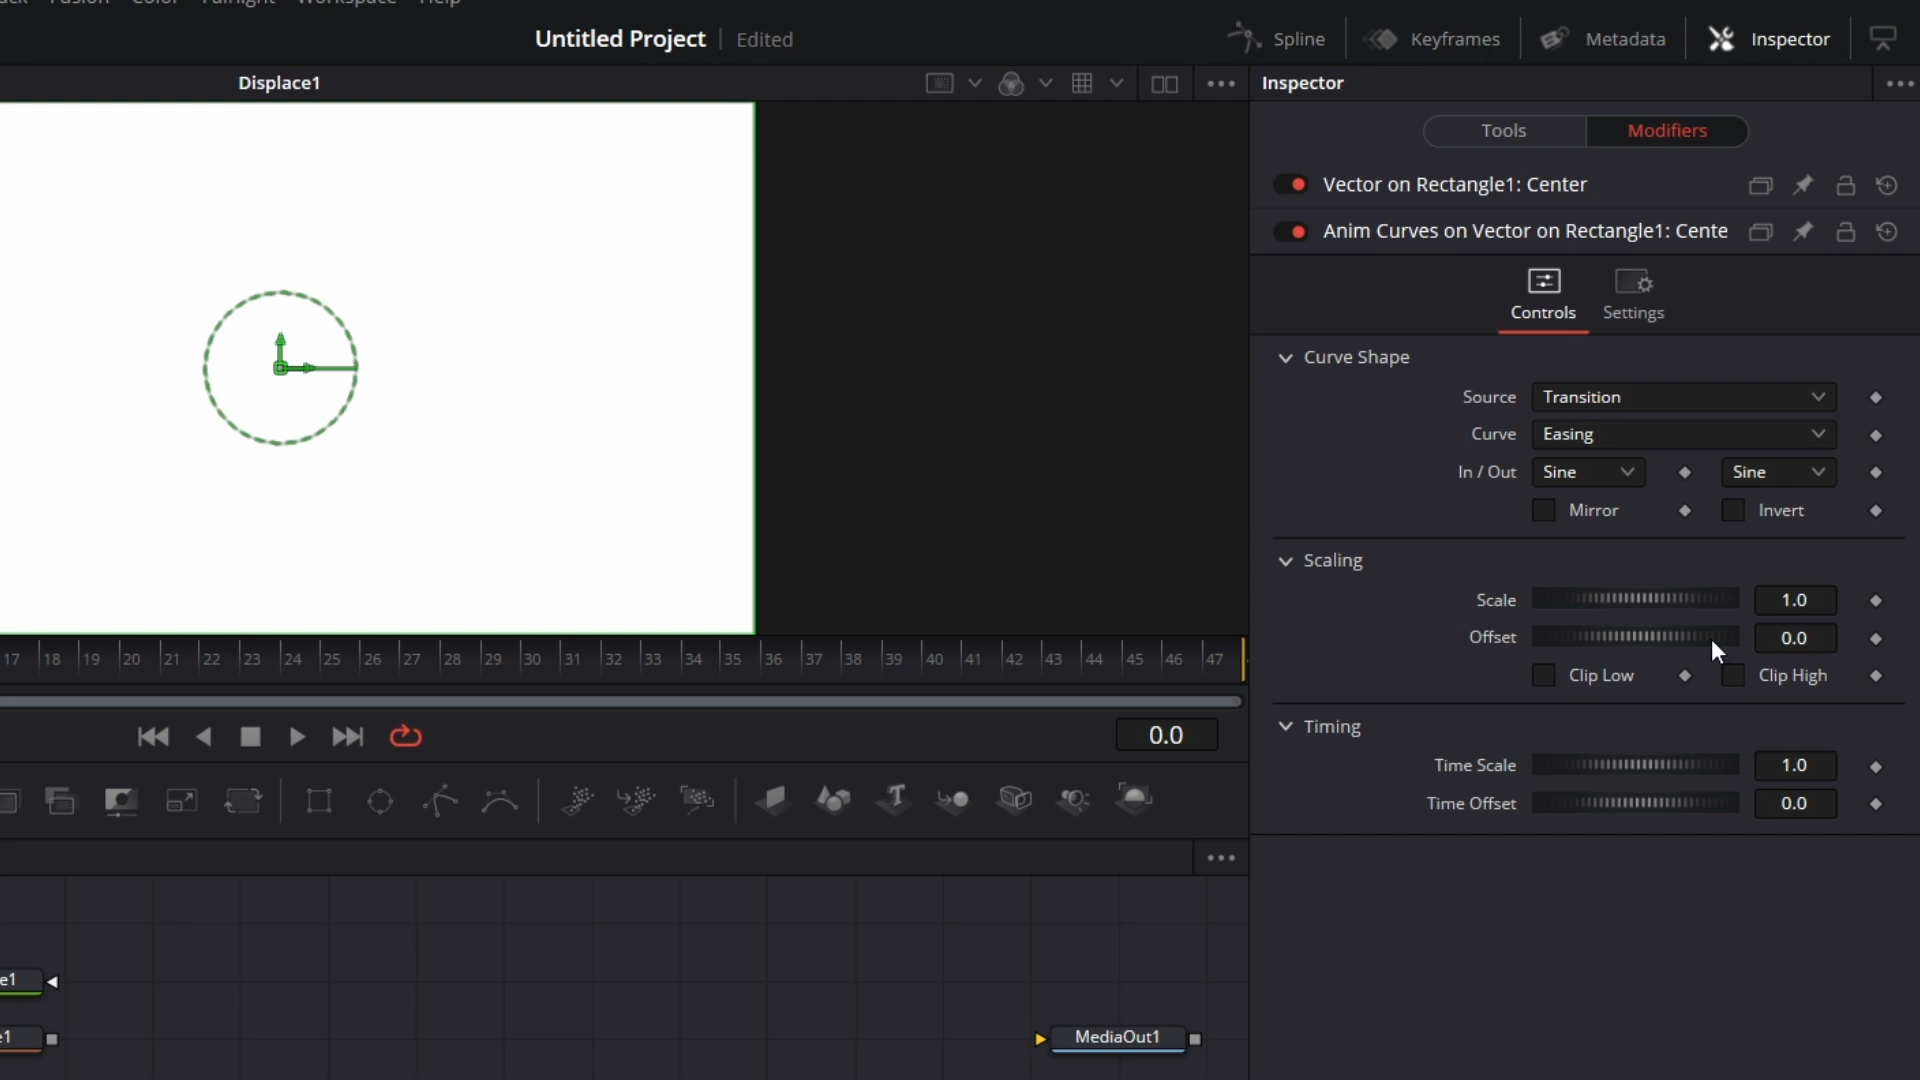 Fusion Color Fairlight Workspace Help
Untitled Project Edited
Spline Keyframes Metadata Inspector
Displace1
Inspector
Tools Modifiers
Vector on Rectangle1: Center
Anim Curves on Vector on Rectangle1: Cente
Controls Settings
Curve Shape
Source Transition
Curve Easing
In / Out Sine Sine
Mirror Invert
Scaling
Scale 1.0
Offset 0.0
Clip Low Clip High
Timing
Time Scale 1.0
Time Offset 0.0
17 18 19 20 21 22 23 24 25 26 27 28 29 30 31 32 33 34 35 36 37 38 39 40 41 42 43 44 45 46 47
0.0
e1
e1
MediaOut1